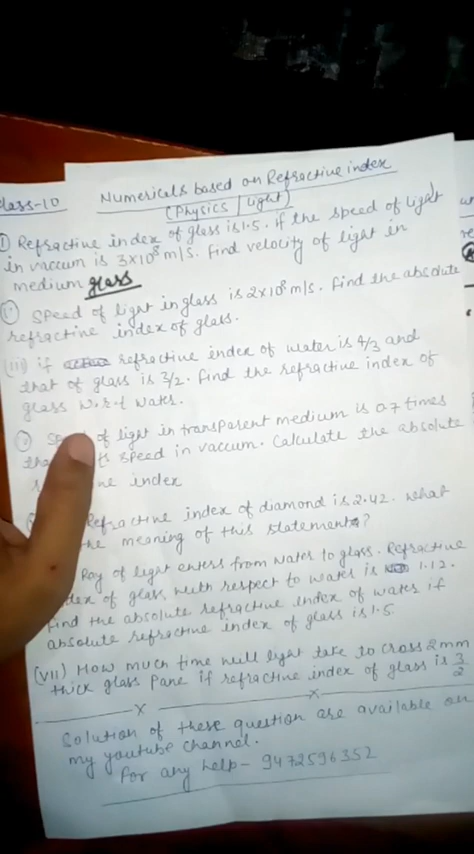 Class-10
Numericals based on Refractive index
(Physics / Light)
(i) Refractive index of glass is 1.5. if the speed of light
in vaccum is 3x10⁸ m/s. find velocity of light in
medium glass
(ii) Speed of light in glass is 2x10⁸ m/s. find the absolute
refractive index of glass.
(iii) if refractive index of water is 4/3 and
that of glass is 3/2. find the refractive index of
glass w.r.t water.
of light in transparent medium is 0.7 times
speed in vaccum. Calculate the absolute
index
Refractive index of diamond is 2.42. what
the meaning of this statement?
Ray of light enters from water to glass. Refractive
index of glass with respect to water is 1.12.
find the absolute refractive index of water if
absolute refractive index of glass is 1.5
(VII) How much time will light take to cross 2mm
thick glass pane if refractive index of glass is 3/2
x x
Solution of these question are available on
my youtube channel.
for any help - 9472596352